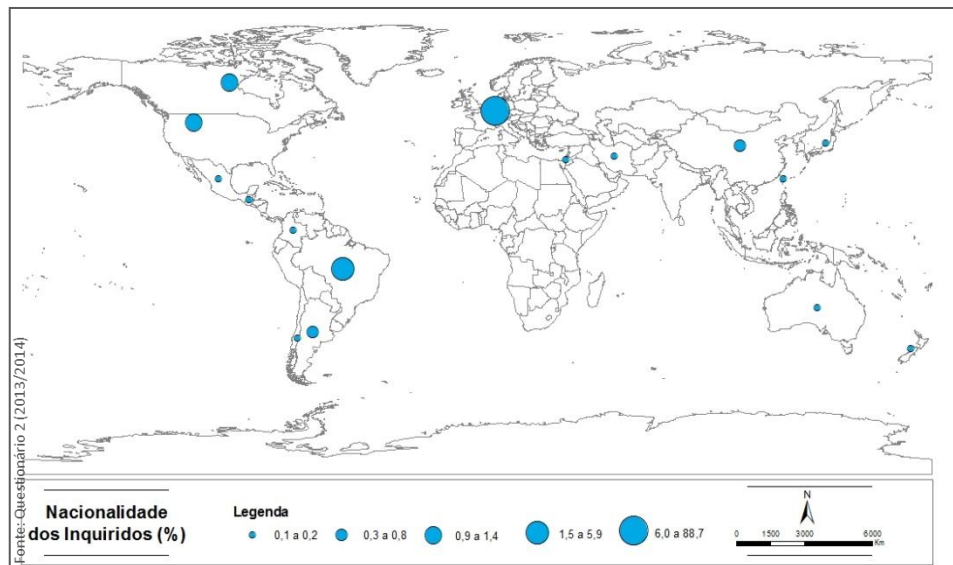 Fonte: Questionário 2 (2013/2014)
Nacionalidade
dos Inquiridos (%)
Legenda
0,1 a 0,2
0,3 a 0,8
0,9 a 1,4
1,5 a 5,9
6,0 a 88,7
N
0 1500 3000 6000
Km